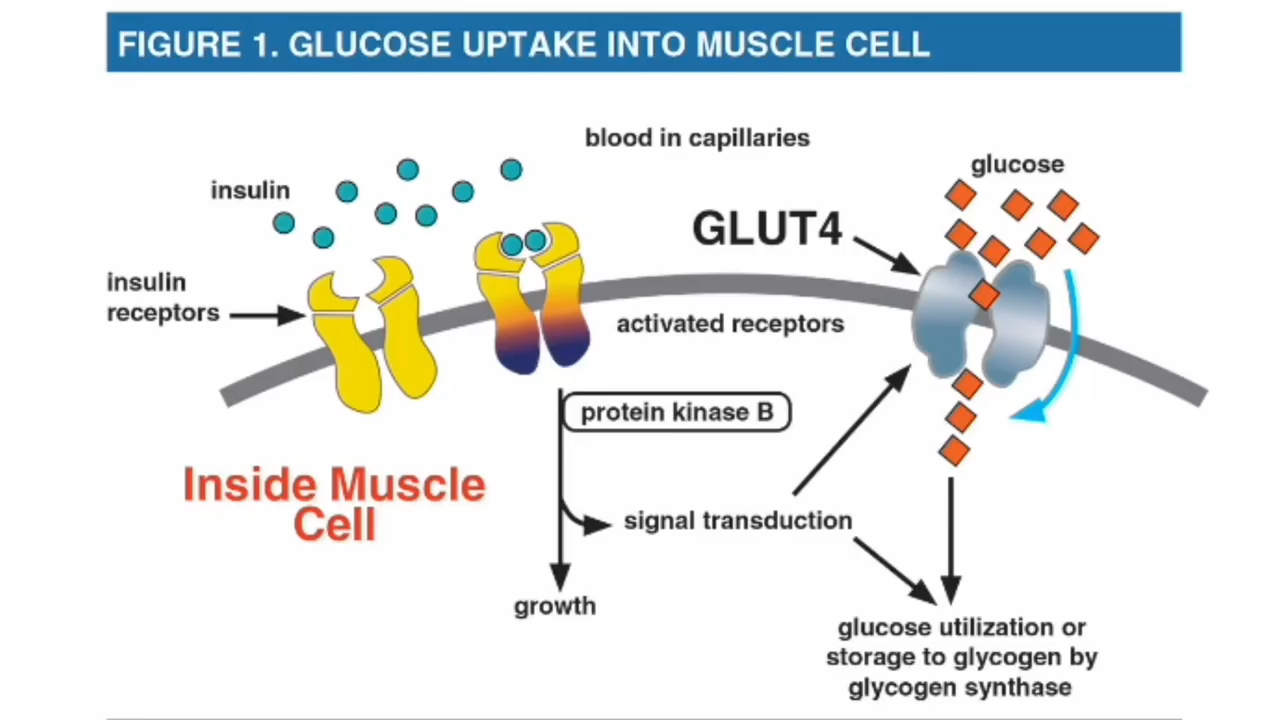 FIGURE 1. GLUCOSE UPTAKE INTO MUSCLE CELL
blood in capillaries
glucose
insulin
GLUT4
insulin
receptors
activated receptors
protein kinase B
Inside Muscle
Cell
signal transduction
growth
glucose utilization or
storage to glycogen by
glycogen synthase